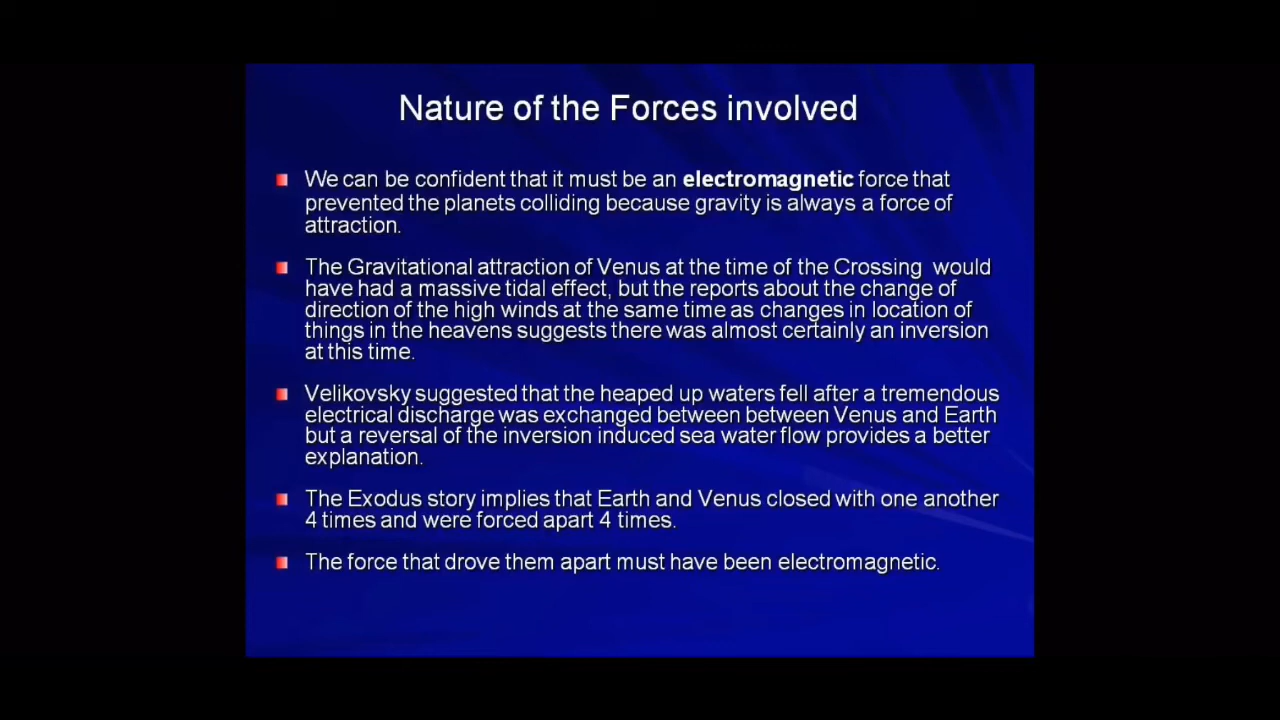 Nature of the Forces involved
We can be confident that it must be an electromagnetic force that
prevented the planets colliding because gravity is always a force of
attraction.
The Gravitational attraction of Venus at the time of the Crossing would
have had a massive tidal effect, but the reports about the change of
direction of the high winds at the same time as changes in location of
things in the heavens suggests there was almost certainly an inversion
at this time.
Velikovsky suggested that the heaped up waters fell after a tremendous
electrical discharge was exchanged between between Venus and Earth
but a reversal of the inversion induced sea water flow provides a better
explanation.
The Exodus story implies that Earth and Venus closed with one another
4 times and were forced apart 4 times.
The force that drove them apart must have been electromagnetic.